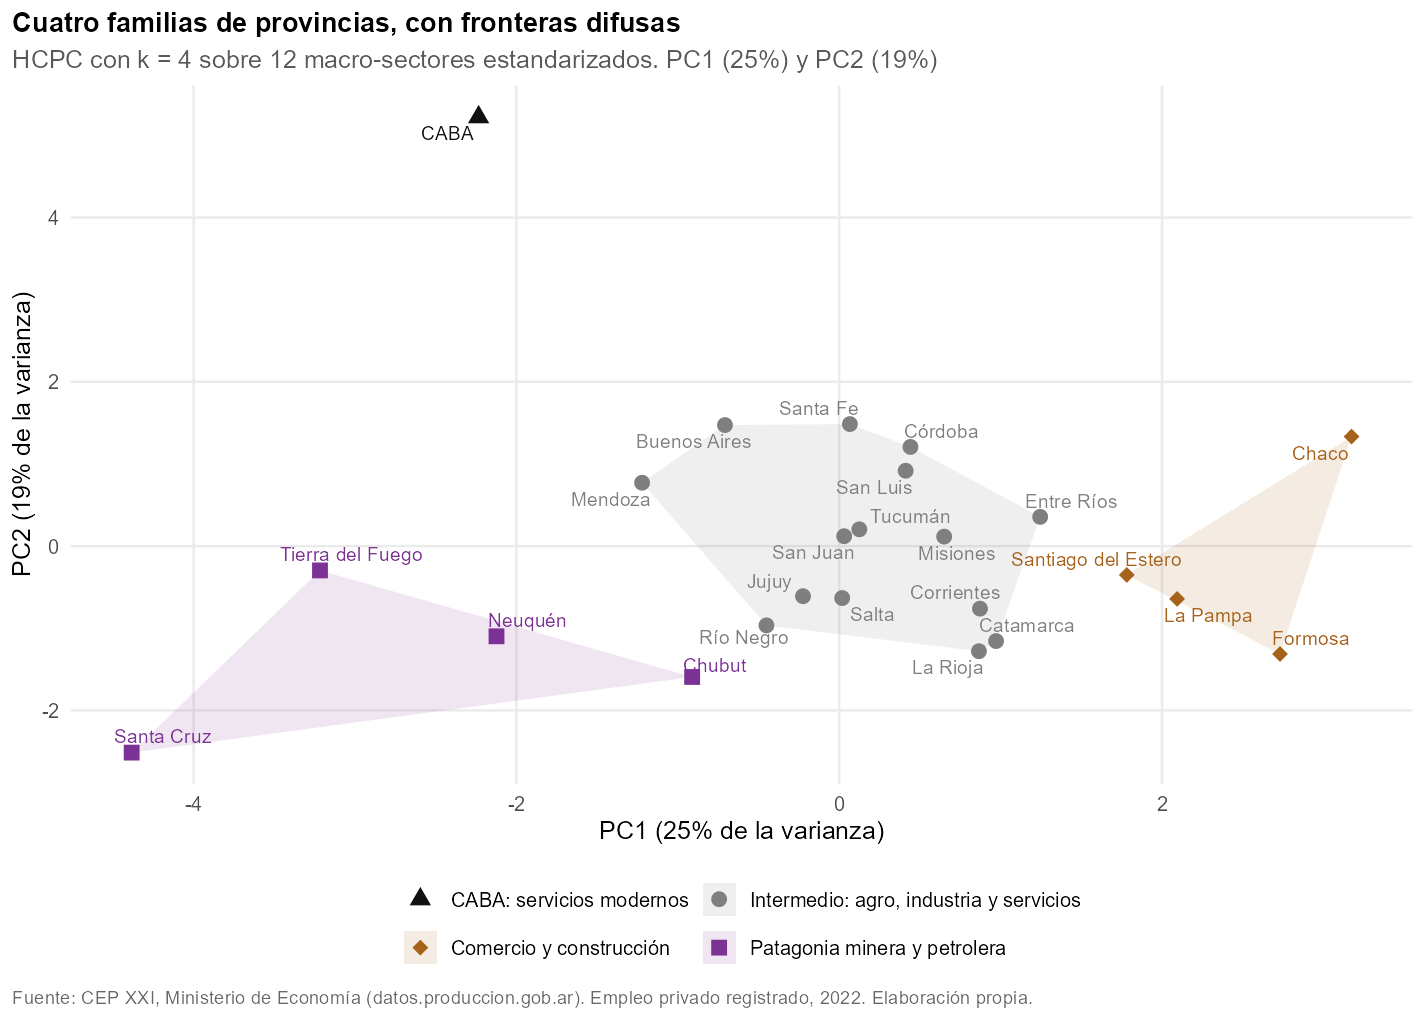 Cuatro familias de provincias, con fronteras difusas
HCPC con k = 4 sobre 12 macro-sectores estandarizados. PC1 (25%) y PC2 (19%)
CABA
4
PC2 (19% de la varianza)
2
Santa Fe
Córdoba
Buenos Aires
Chaco
San Luis
Mendoza
Entre Ríos
Tucumán
0
San Juan
Misiones
Tierra del Fuego
Santiago del Estero
Jujuy
Corrientes
Salta
La Pampa
Neuquén
Catamarca
Río Negro
Formosa
Chubut
La Rioja
-2
Santa Cruz
-4
-2
0
2
PC1 (25% de la varianza)
CABA: servicios modernos
Intermedio: agro, industria y servicios
Comercio y construcción
Patagonia minera y petrolera
Fuente: CEP XXI, Ministerio de Economía (datos.produccion.gob.ar). Empleo privado registrado, 2022. Elaboración propia.